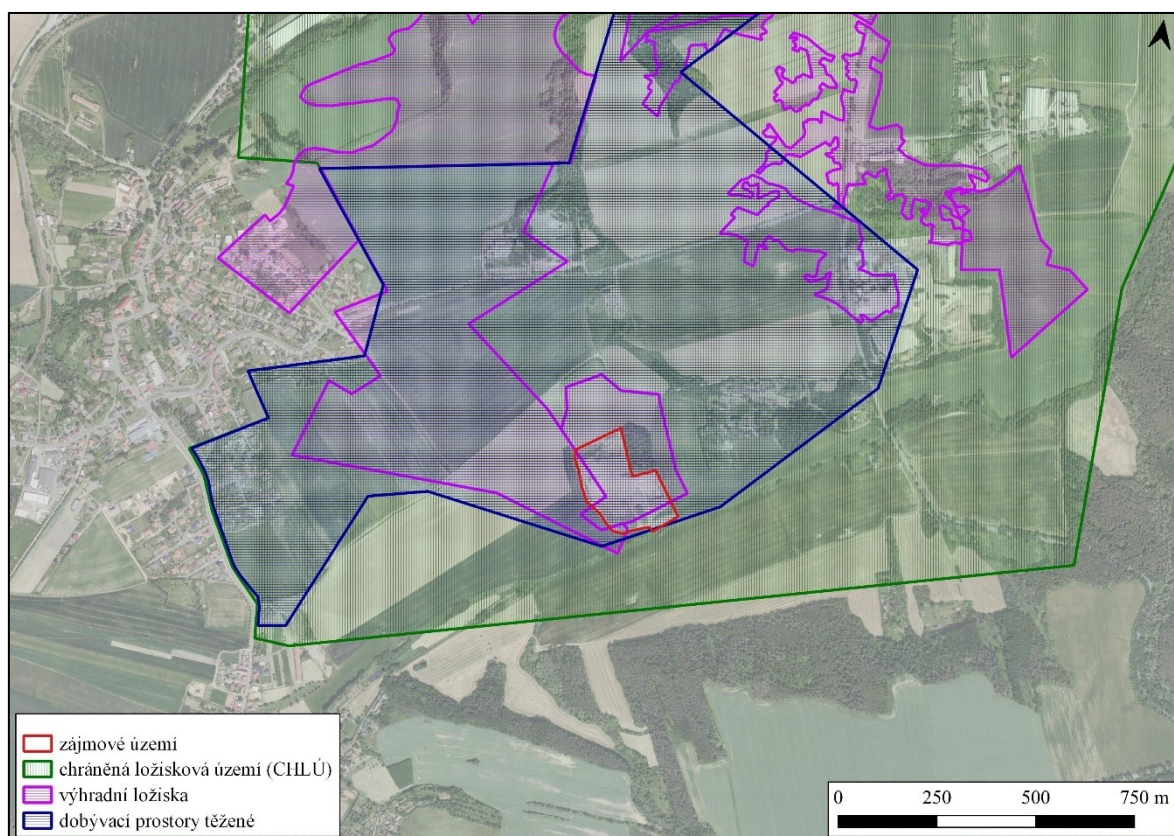 zájmové území
chráněná ložisková území (CHLÚ)
výhradní ložiska
dobývací prostory těžené
0 250 500 750 m